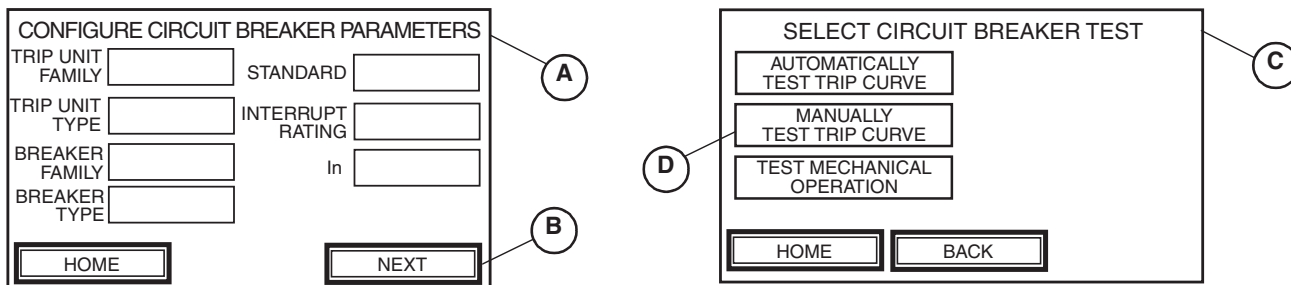 CONFIGURE CIRCUIT BREAKER PARAMETERS
TRIP UNIT
FAMILY
STANDARD
TRIP UNIT
TYPE
INTERRUPT
RATING
BREAKER
FAMILY
In
BREAKER
TYPE
HOME
NEXT
A
B
SELECT CIRCUIT BREAKER TEST
AUTOMATICALLY
TEST TRIP CURVE
MANUALLY
TEST TRIP CURVE
TEST MECHANICAL
OPERATION
HOME
BACK
C
D